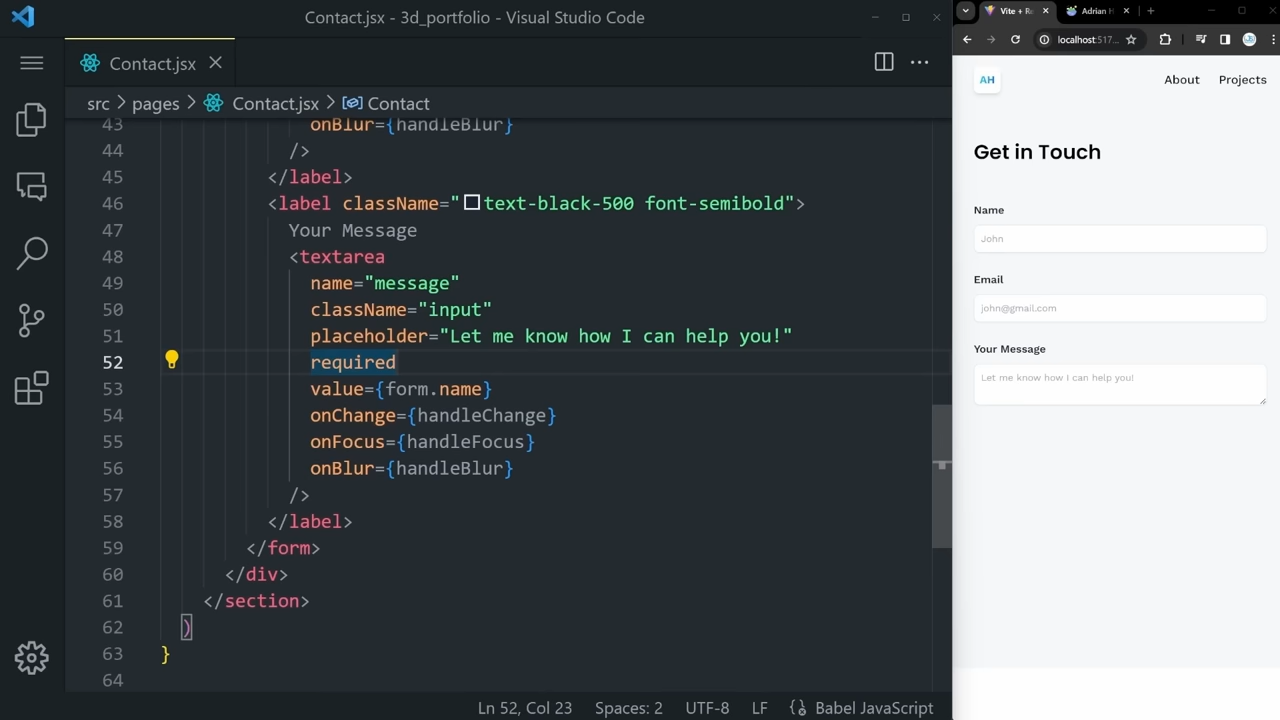 Contact.jsx - 3d_portfolio - Visual Studio Code
Contact.jsx
src > pages > Contact.jsx > Contact
43 onBlur={handleBlur}
44 />
45 </label>
46 <label className="text-black-500 font-semibold">
47 Your Message
48 <textarea
49 name="message"
50 className="input"
51 placeholder="Let me know how I can help you!"
52 required
53 value={form.name}
54 onChange={handleChange}
55 onFocus={handleFocus}
56 onBlur={handleBlur}
57 />
58 </label>
59 </form>
60 </div>
61 </section>
62 )
63 }
64
Ln 52, Col 23 Spaces: 2 UTF-8 LF Babel JavaScript
Vite + Re Adrian H
localhost:517...
AH About Projects
Get in Touch
Name
John
Email
john@gmail.com
Your Message
Let me know how I can help you!